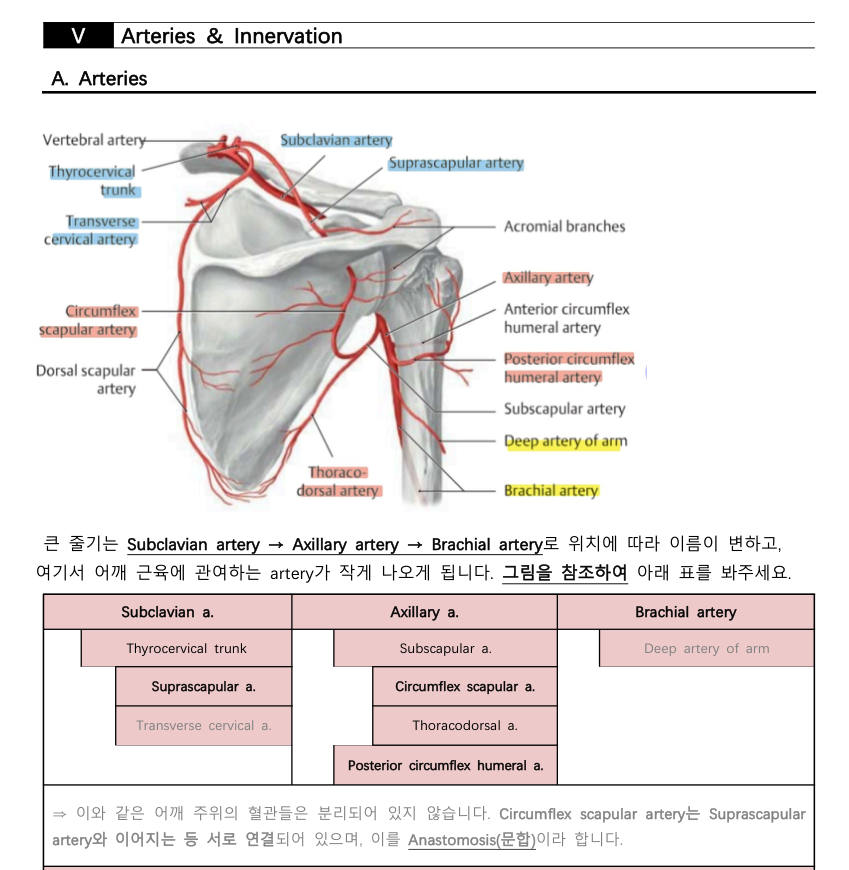 V Arteries & Innervation
A. Arteries
Vertebral artery
Subclavian artery
Thyrocervical
trunk
Suprascapular artery
Transverse
cervical artery
Acromial branches
Axillary artery
Circumflex
scapular artery
Anterior circumflex
humeral artery
Dorsal scapular
artery
Posterior circumflex
humeral artery
Subscapular artery
Deep artery of arm
Thoraco-
dorsal artery
Brachial artery
큰 줄기는 Subclavian artery → Axillary artery → Brachial artery로 위치에 따라 이름이 변하고,
여기서 어깨 근육에 관여하는 artery가 작게 나오게 됩니다. 그림을 참조하여 아래 표를 봐주세요.
Subclavian a. Axillary a. Brachial artery
Thyrocervical trunk Subscapular a. Deep artery of arm
Suprascapular a. Circumflex scapular a.
Transverse cervical a. Thoracodorsal a.
Posterior circumflex humeral a.
⇒ 이와 같은 어깨 주위의 혈관들은 분리되어 있지 않습니다. Circumflex scapular artery는 Suprascapular
artery와 이어지는 등 서로 연결되어 있으며, 이를 Anastomosis(문합)이라 합니다.